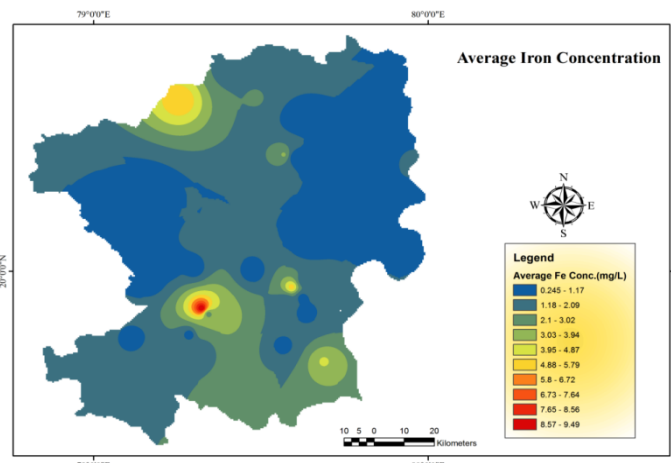 79°0'0"E 80°0'0"E
Average Iron Concentration
N
W E
S
20°0'0"N
Legend
Average Fe Conc.(mg/L)
0.245 - 1.17
1.18 - 2.09
2.1 - 3.02
3.03 - 3.94
3.95 - 4.87
4.88 - 5.79
5.8 - 6.72
6.73 - 7.64
7.65 - 8.56
8.57 - 9.49
10 5 0 10 20
Kilometers